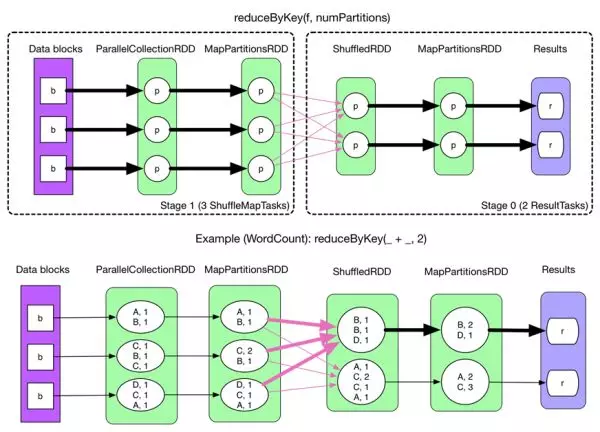 reduceByKey(f, numPartitions)
Data blocks ParallelCollectionRDD MapPartitionsRDD ShuffledRDD MapPartitionsRDD Results
b p p p p r
b p p p p r
b p p
Stage 1 (3 ShuffleMapTasks) Stage 0 (2 ResultTasks)
Example (WordCount): reduceByKey(_ + _, 2)
Data blocks ParallelCollectionRDD MapPartitionsRDD ShuffledRDD MapPartitionsRDD Results
b
A, 1
B, 1
A, 1
B, 1
b
C, 1
B, 1
C, 1
C, 2
B, 1
b
D, 1
C, 1
A, 1
D, 1
C, 1
A, 1
B, 1
B, 1
D, 1
B, 2
D, 1
r
A, 1
C, 2
C, 1
A, 1
A, 2
C, 3
r